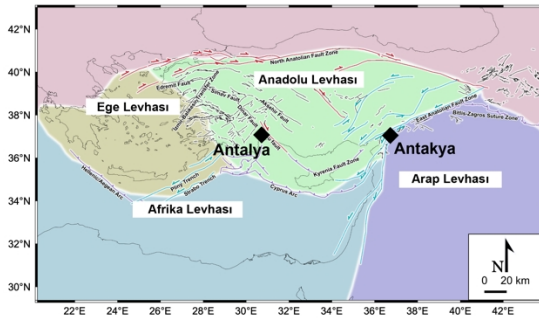 42°N
40°N
38°N
36°N
34°N
32°N
30°N
North Anatolian Fault Zone
Anadolu Levhası
Edremit Fault
Ege Levhası
East Anatolian Fault Zone
Bitlis-Zagros Suture Zone
Antalya
Antakya
Kyrenia Fault Zone
Arap Levhası
Hellenic/Aegean Arc
Pliny Trench
Strabo Trench
Cyprus Arc
Afrika Levhası
N
0 20 km
22°E 24°E 26°E 28°E 30°E 32°E 34°E 36°E 38°E 40°E 42°E